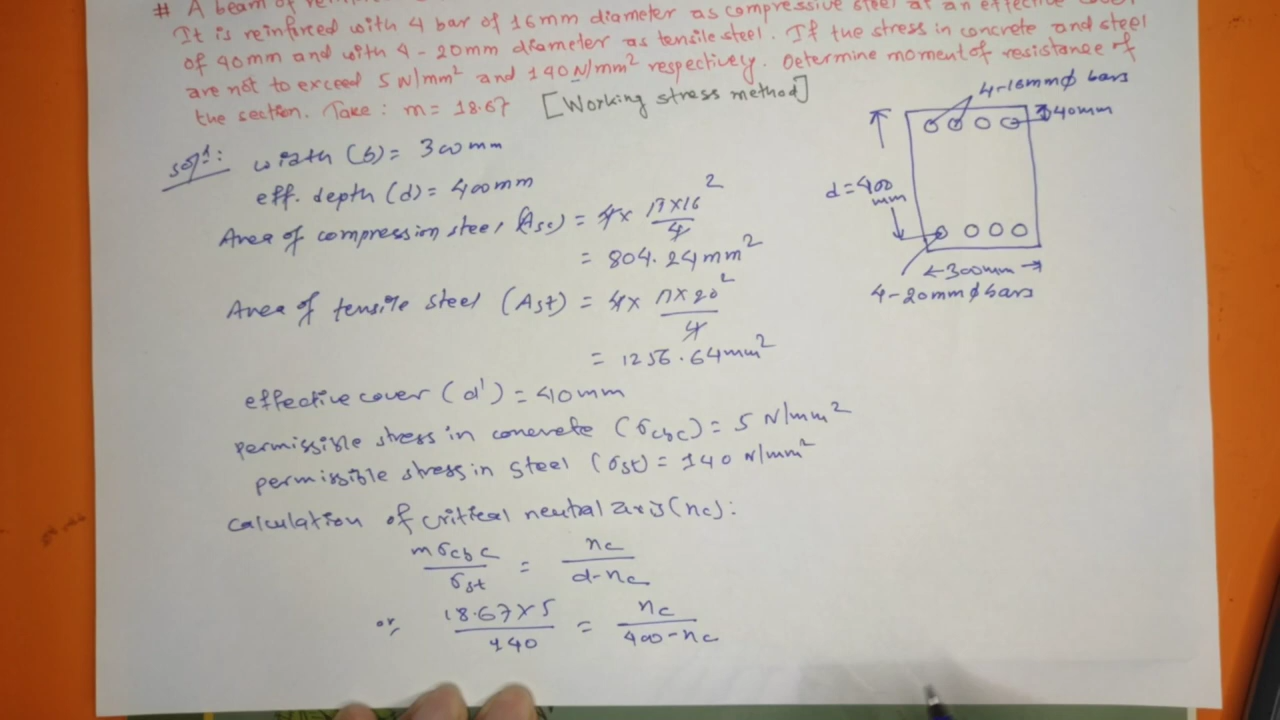 # A beam of
It is reinforced with 4 bar of 16mm diameter as compressive steel at an effective cover
of 40mm and with 4-20mm diameter as tensile steel. If the stress in concrete and steel
are not to exceed 5 N/mm² and 140 N/mm² respectively. Determine moment of resistance of
the section. Take : m = 18.67 [Working stress method]
4-16mmϕ bars
40mm
d = 400
mm
←300mm→
4-20mmϕ bars
solⁿ: width (b) = 300mm
eff. depth (d) = 400mm
Area of compression steel (Asc) = 4 × π×16²/4
= 804.24mm²
Area of tensile steel (Ast) = 4× π×20²/4
= 1256.64mm²
effective cover (d') = 40mm
permissible stress in concrete (σcbc) = 5 N/mm²
permissible stress in steel (σst) = 140 N/mm²
calculation of critical neutral axis (nc):
mσcbc/σst = nc/d-nc
or, 18.67×5/140 = nc/400-nc